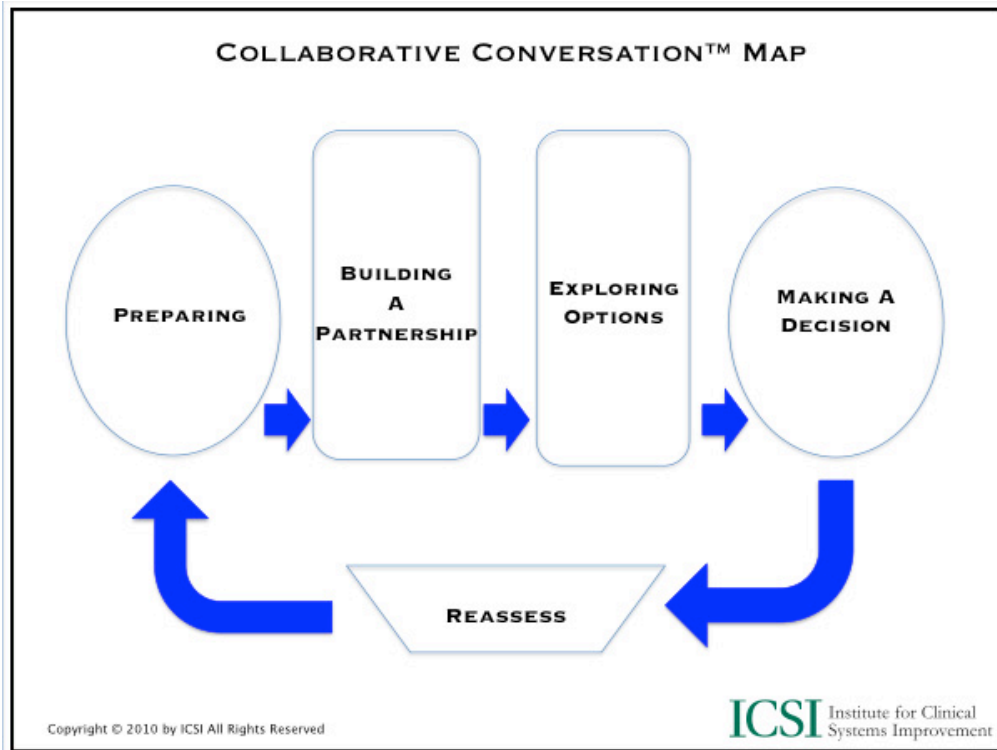 COLLABORATIVE CONVERSATION™ MAP
PREPARING
BUILDING
A
PARTNERSHIP
EXPLORING
OPTIONS
MAKING A
DECISION
REASSESS
Copyright © 2010 by ICSI All Rights Reserved
ICSI
Institute for Clinical
Systems Improvement